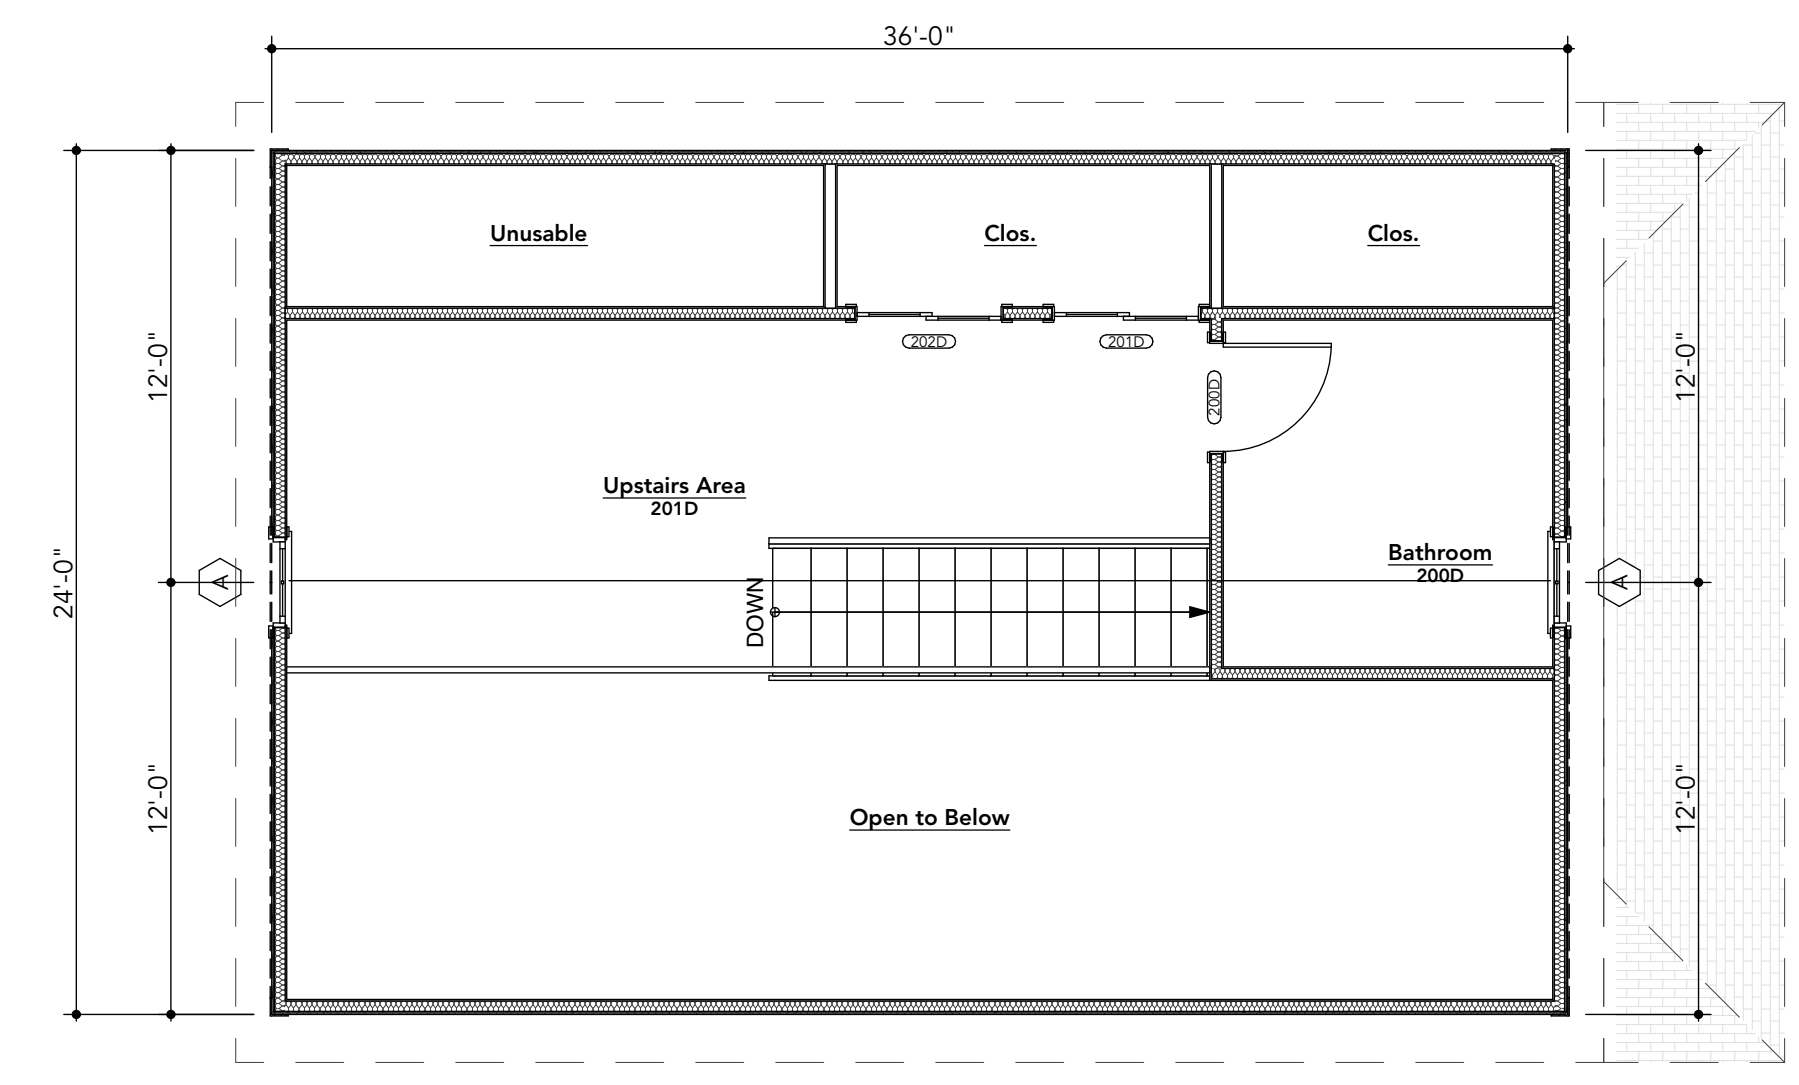 36'-0"
Unusable
Clos.
Clos.
12'-0"
202D
201D
12'-0"
200D
Upstairs Area
201D
24'-0"
A
DOWN
Bathroom
200D
A
12'-0"
Open to Below
12'-0"